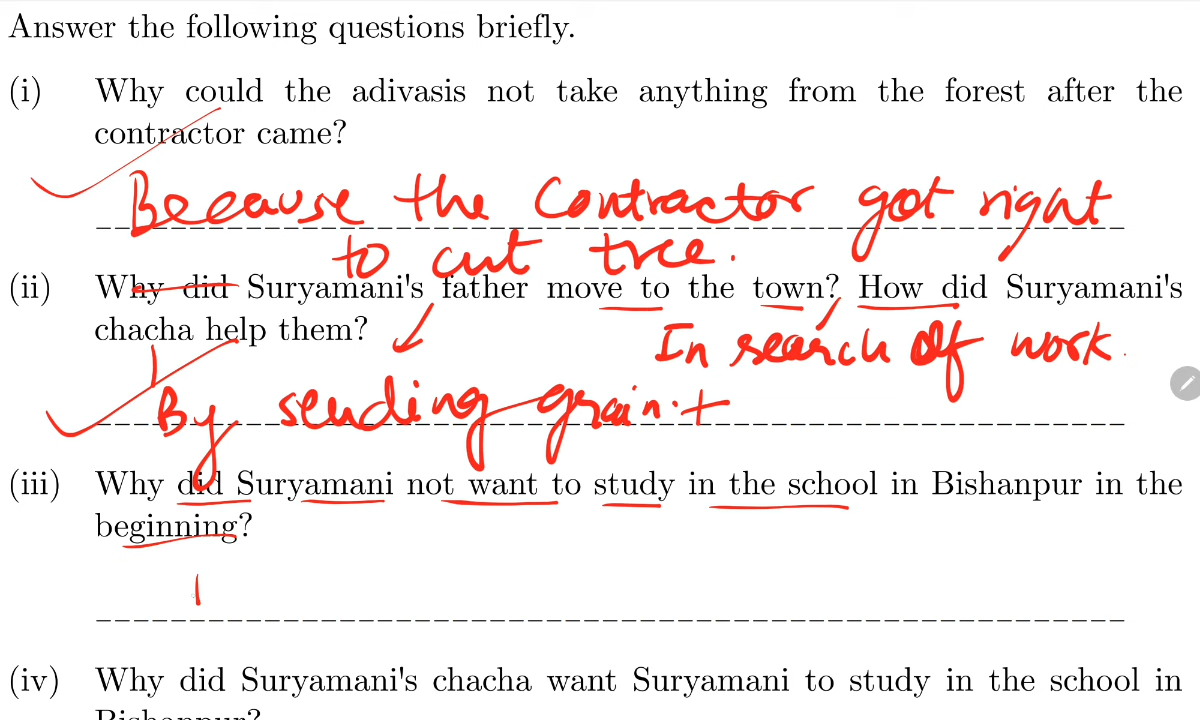 Answer the following questions briefly.
(i) Why could the adivasis not take anything from the forest after the
contractor came?
Because the Contractor got right
to cut tree.
(ii) Why did Suryamani's father move to the town? How did Suryamani's
chacha help them?
In search of work.
By sending grain.
(iii) Why did Suryamani not want to study in the school in Bishanpur in the
beginning?
(iv) Why did Suryamani's chacha want Suryamani to study in the school in
Bishanpur?